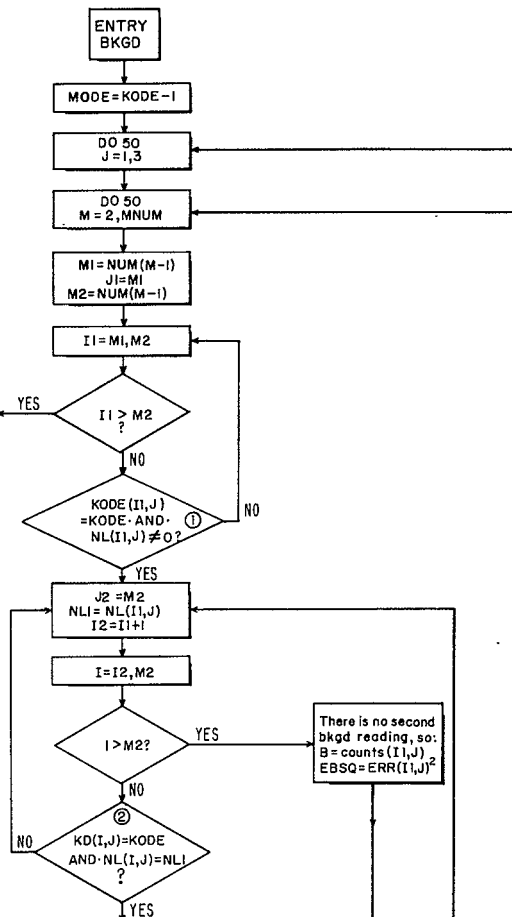 ENTRY
BKGD
MODE=KODE-1
DO 50
J=1,3
DO 50
M=2,MNUM
M1=NUM(M-1)
J1=M1
M2=NUM(M-1)
I1=M1,M2
YES
I1>M2
?
NO
KODE(I1,J)
=KODE·AND·
NL(I1,J)≠0?
①
NO
YES
J2=M2
NL1=NL(I1,J)
I2=I1+1
I=I2,M2
I>M2?
YES
There is no second
bkgd reading, so:
B=counts(I1,J)
EBSQ=ERR(I1,J)²
NO
②
NO
KD(I,J)=KODE
AND·NL(I,J)=NL1
?
YES